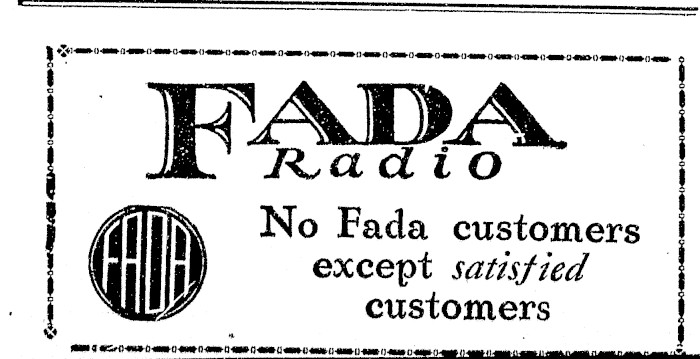 FADA
Radio
FADA
No Fada customers
except satisfied
customers